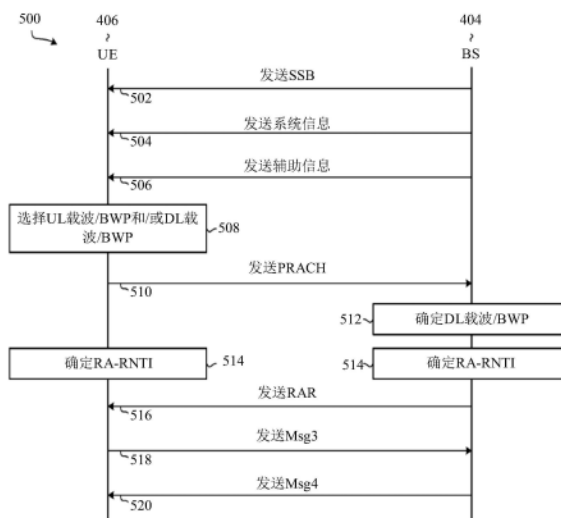 500
406
404
UE
BS
发送SSB
502
发送系统信息
504
发送辅助信息
506
选择UL载波/BWP和/或DL载
波/BWP
508
发送PRACH
510
512
确定DL载波/BWP
确定RA-RNTI
514
514
确定RA-RNTI
发送RAR
516
发送Msg3
518
发送Msg4
520